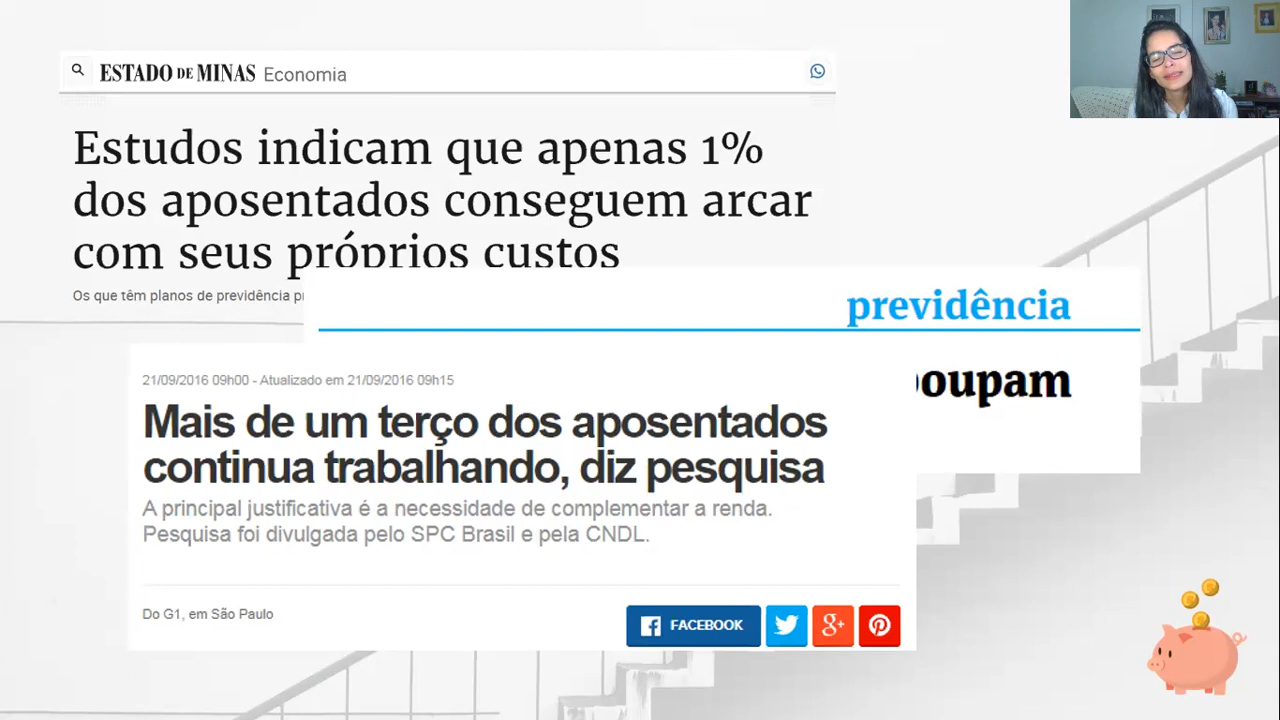 ESTADO DE MINAS Economia
Estudos indicam que apenas 1%
dos aposentados conseguem arcar
com seus próprios custos
Os que têm planos de previdência
previdência
21/09/2016 09h00 - Atualizado em 21/09/2016 09h15
Mais de um terço dos aposentados
continua trabalhando, diz pesquisa
A principal justificativa é a necessidade de complementar a renda.
Pesquisa foi divulgada pelo SPC Brasil e pela CNDL.
Do G1, em São Paulo
FACEBOOK
g+